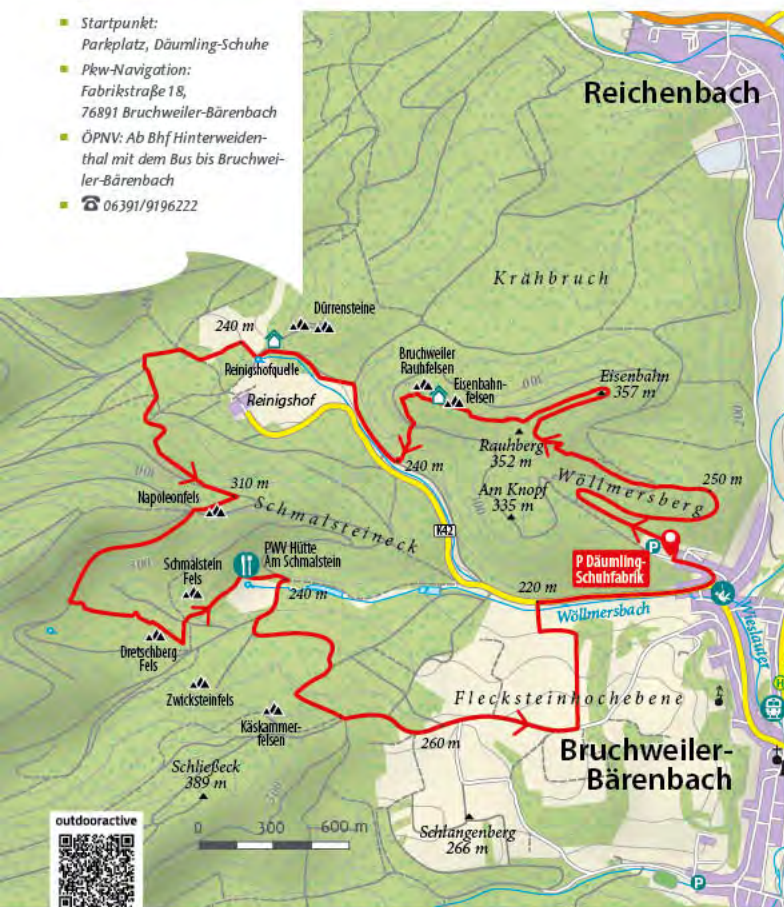 Startpunkt:
Parkplatz, Däumling-Schuhe
Pkw-Navigation:
Fabrikstraße 18,
76891 Bruchweiler-Bärenbach
ÖPNV: Ab Bhf Hinterweiden-
thal mit dem Bus bis Bruchwei-
ler-Bärenbach
06391/9196222
Reichenbach
Krähbruch
Dürrensteine
240 m
Reinigshofquelle
Reinigshof
Bruchweiler
Rauhfelsen
Eisenbahn-
felsen
Eisenbahn
357 m
Rauhberg
352 m
Am Knopf
335 m
Wöllmersberg
250 m
240 m
310 m
Napoleonfels
Schmalsteineck
K42
P
P Däumling-
Schuhfabrik
Schmalstein
Fels
PWV Hütte
Am Schmalstein
240 m
220 m
Wöllmersbach
Wieslauter
Dretschberg
Fels
Zwicksteinfels
Käskammer-
felsen
Flecksteinhochebene
H
260 m
Bruchweiler-
Bärenbach
Schließeck
389 m
Schlangenberg
266 m
outdooractive
0 300 600 m
P